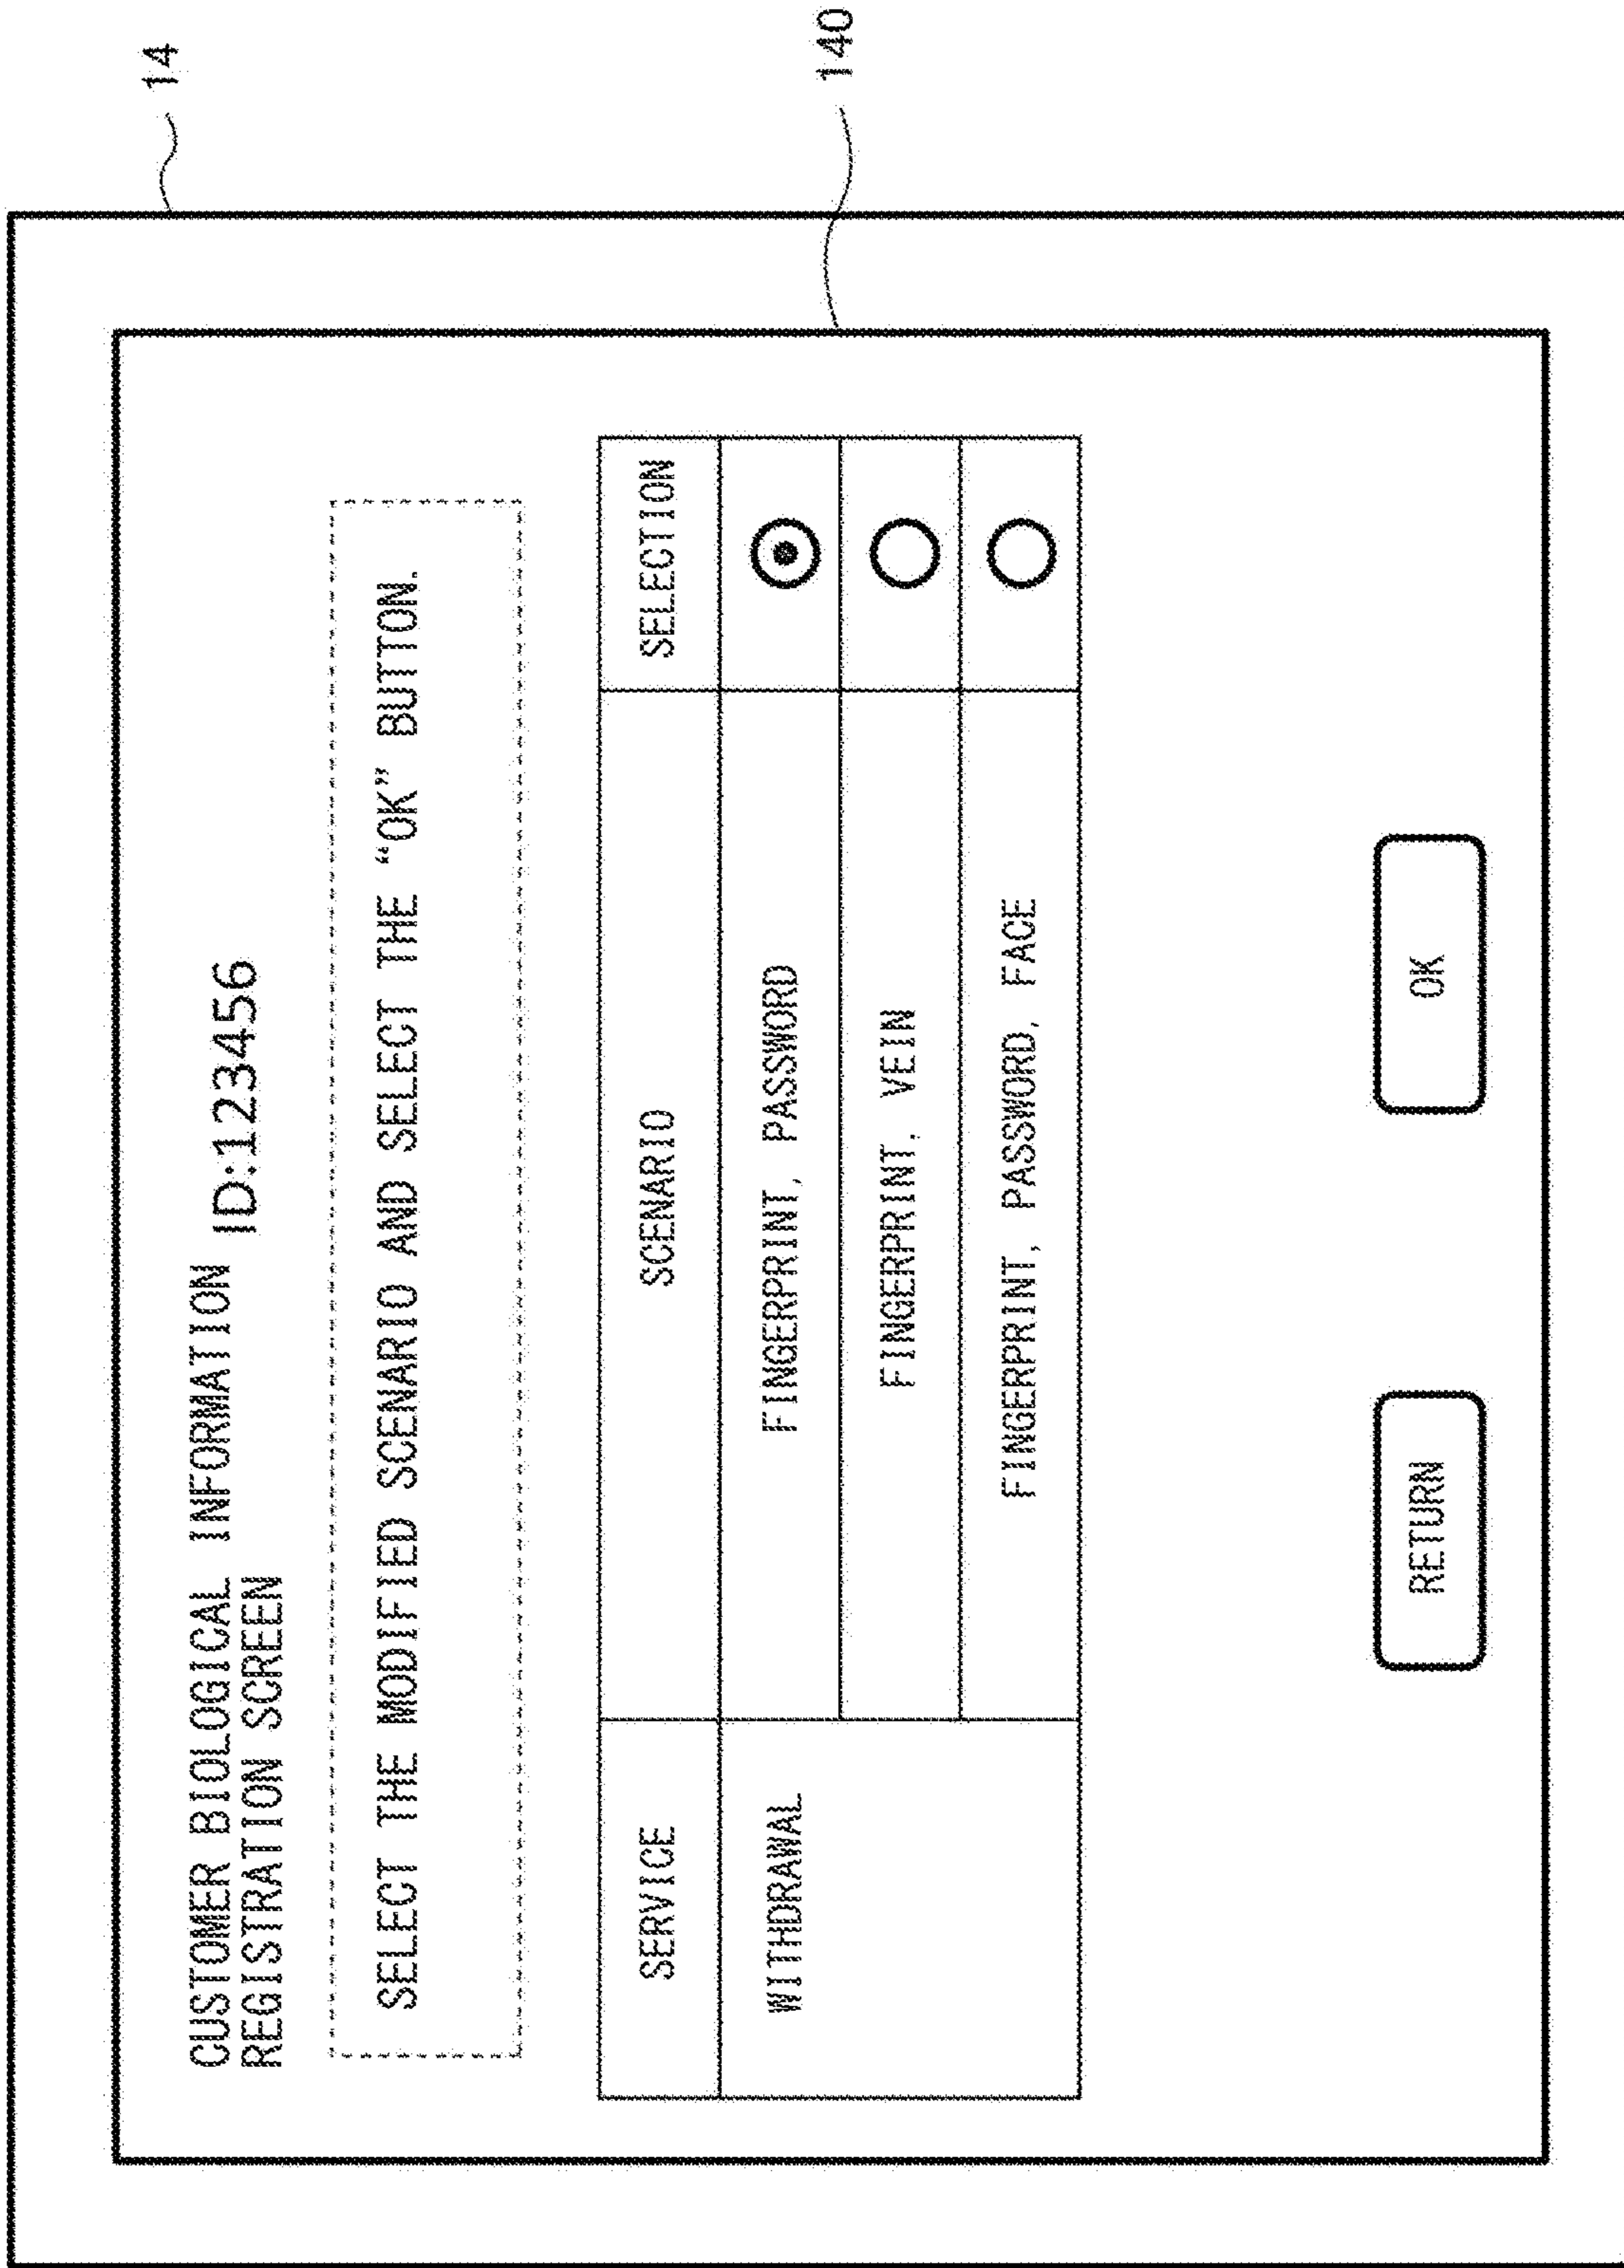 14
140
CUSTOMER BIOLOGICAL INFORMATION
REGISTRATION SCREEN
ID:123456
SELECT THE MODIFIED SCENARIO AND SELECT THE “OK” BUTTON.
SERVICE SCENARIO SELECTION
WITHDRAWAL FINGERPRINT, PASSWORD
FINGERPRINT, VEIN
FINGERPRINT, PASSWORD, FACE
RETURN OK